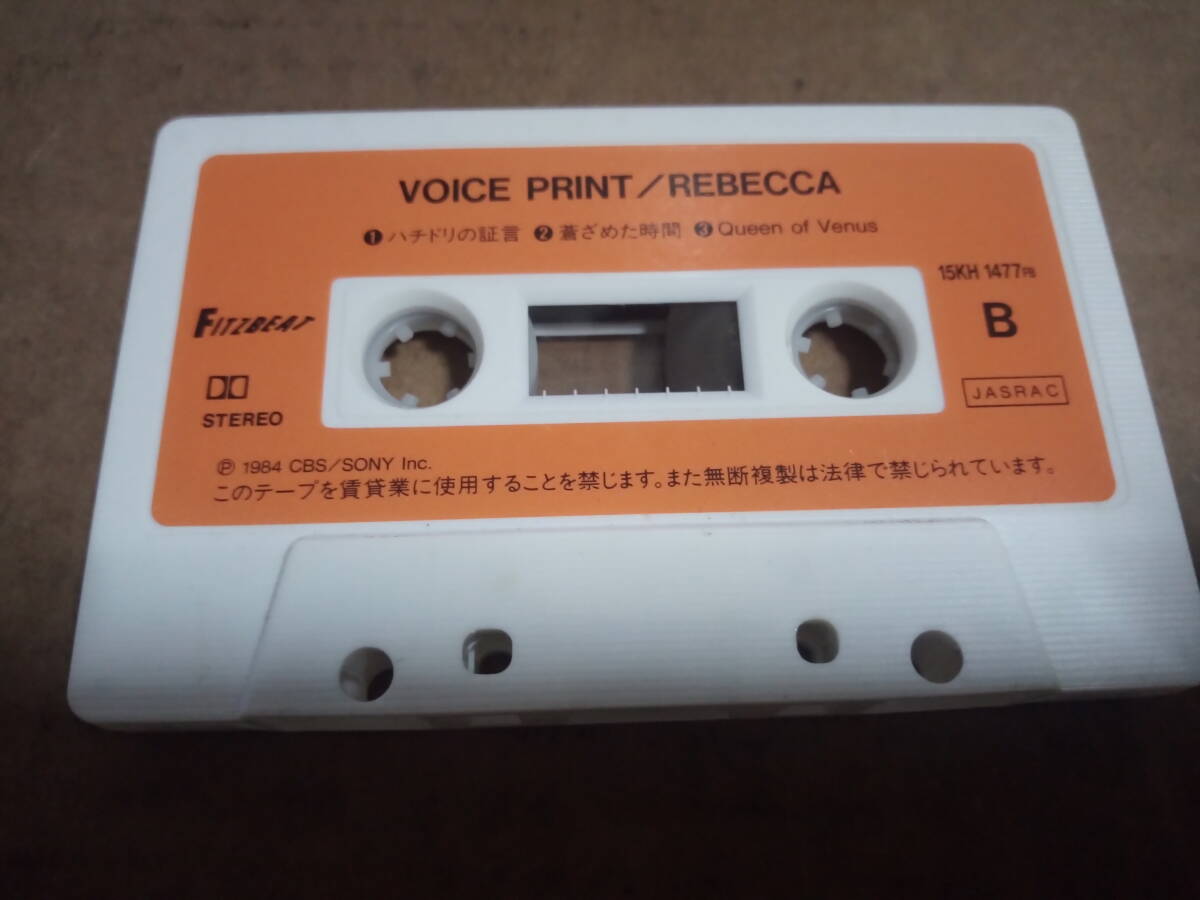 VOICE PRINT/REBECCA
❶ハチドリの証言 ❷蒼ざめた時間 ❸Queen of Venus
15KH 1477FB
FITZBEAT
B
STEREO
JASRAC
Ⓟ 1984 CBS/SONY Inc.
このテープを賃貸業に使用することを禁じます。また無断複製は法律で禁じられています。